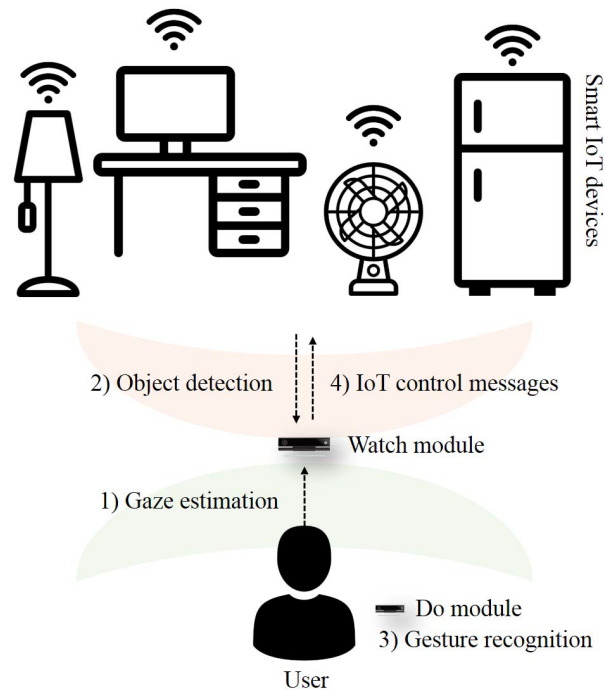 Smart IoT devices
2) Object detection
4) IoT control messages
Watch module
1) Gaze estimation
Do module
3) Gesture recognition
User